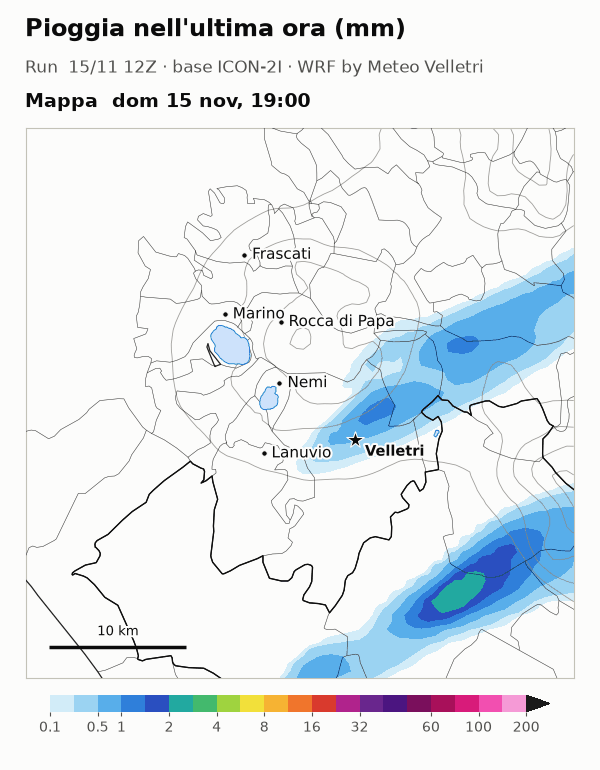 Pioggia nell'ultima ora (mm)
Run  15/11 12Z · base ICON-2I · WRF by Meteo Velletri
Mappa  dom 15 nov, 19:00
Frascati
Marino
Rocca di Papa
Nemi
Velletri
Lanuvio
10 km
0.1 0.5 1 2 4 8 16 32 60 100 200